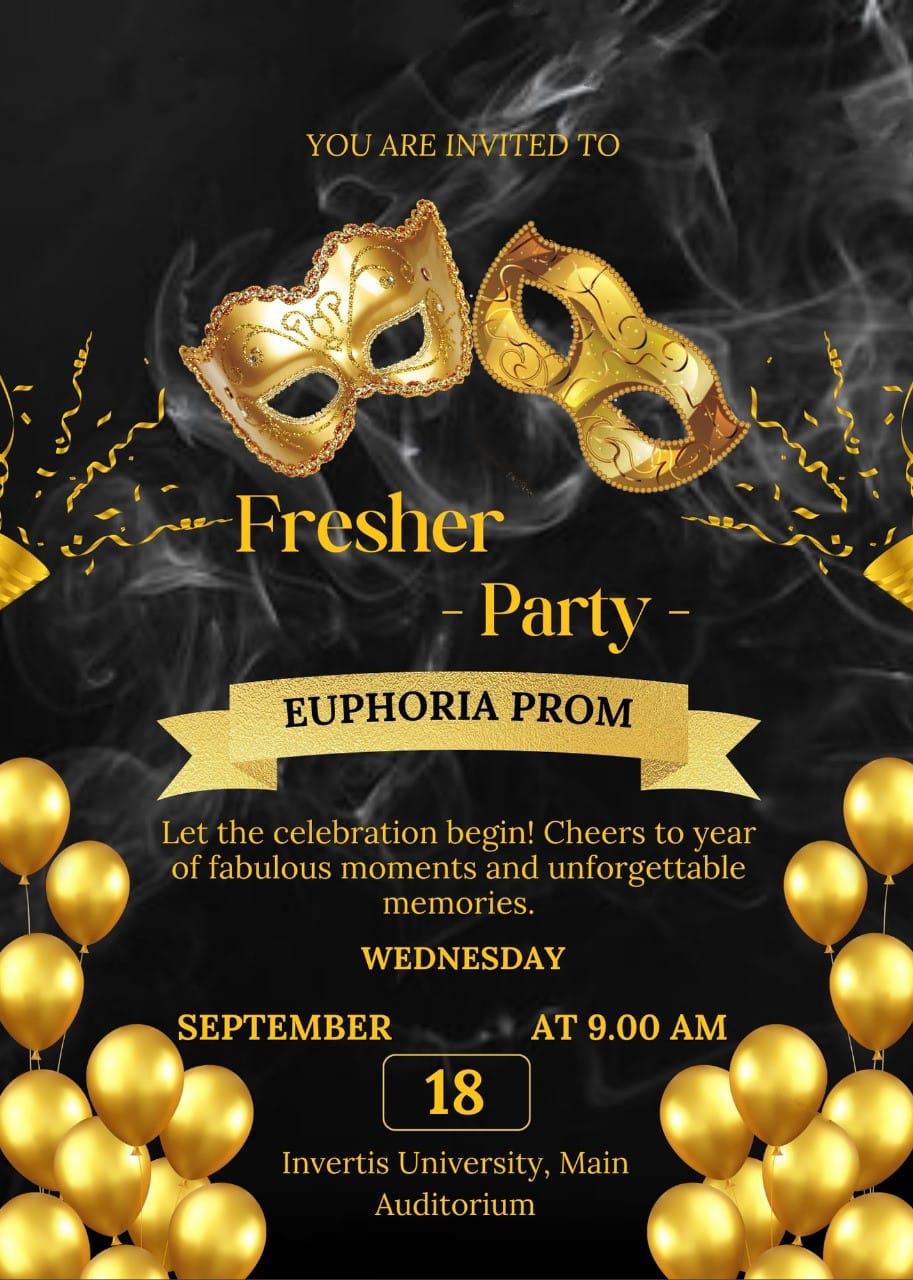 YOU ARE INVITED TO
Fresher
- Party -
EUPHORIA PROM
Let the celebration begin! Cheers to year
of fabulous moments and unforgettable
memories.
WEDNESDAY
SEPTEMBER AT 9.00 AM
18
Invertis University, Main
Auditorium